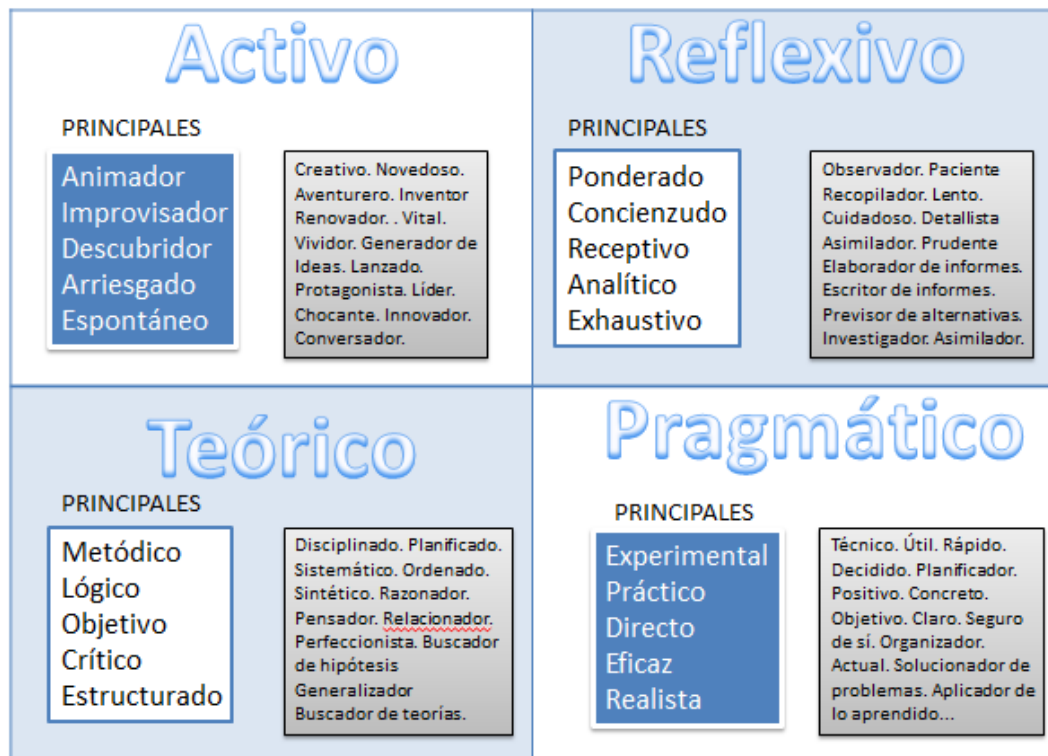 Activo
PRINCIPALES
Animador
Improvisador
Descubridor
Arriesgado
Espontáneo
Creativo. Novedoso.
Aventurero. Inventor
Renovador. . Vital.
Vividor. Generador de
Ideas. Lanzado.
Protagonista. Líder.
Chocante. Innovador.
Conversador.
Reflexivo
PRINCIPALES
Ponderado
Concienzudo
Receptivo
Analítico
Exhaustivo
Observador. Paciente
Recopilador. Lento.
Cuidadoso. Detallista
Asimilador. Prudente
Elaborador de informes.
Escritor de informes.
Previsor de alternativas.
Investigador. Asimilador.
Teórico
PRINCIPALES
Metódico
Lógico
Objetivo
Crítico
Estructurado
Disciplinado. Planificado.
Sistemático. Ordenado.
Sintético. Razonador.
Pensador. Relacionador.
Perfeccionista. Buscador
de hipótesis
Generalizador
Buscador de teorías.
Pragmático
PRINCIPALES
Experimental
Práctico
Directo
Eficaz
Realista
Técnico. Útil. Rápido.
Decidido. Planificador.
Positivo. Concreto.
Objetivo. Claro. Seguro
de sí. Organizador.
Actual. Solucionador de
problemas. Aplicador de
lo aprendido...